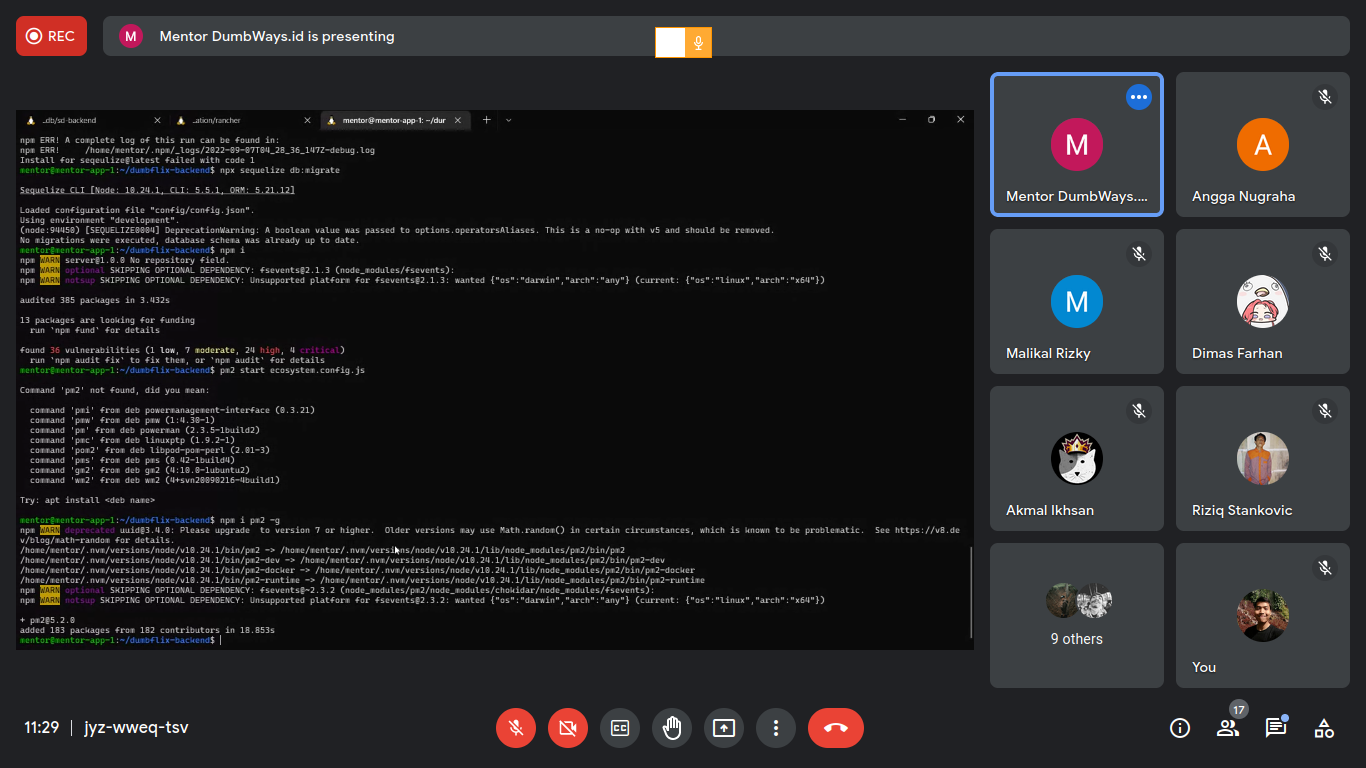 REC
M
Mentor DumbWays.id is presenting
..db/sd-backend
..ation/rancher
mentor@mentor-app-1: ~/dur
npm ERR! A complete log of this run can be found in:
npm ERR!     /home/mentor/.npm/_logs/2022-09-07T04_28_36_147Z-debug.log
Install for seqeulize@latest failed with code 1
mentor@mentor-app-1:~/dumbflix-backend$ npx sequelize db:migrate
Sequelize CLI [Node: 10.24.1, CLI: 5.5.1, ORM: 5.21.12]
Loaded configuration file "config/config.json".
Using environment "development".
(node:94450) [SEQUELIZE0004] DeprecationWarning: A boolean value was passed to options.operatorsAliases. This is a no-op with v5 and should be removed.
No migrations were executed, database schema was already up to date.
mentor@mentor-app-1:~/dumbflix-backend$ npm i
npm WARN server@1.0.0 No repository field.
npm WARN optional SKIPPING OPTIONAL DEPENDENCY: fsevents@2.1.3 (node_modules/fsevents):
npm WARN notsup SKIPPING OPTIONAL DEPENDENCY: Unsupported platform for fsevents@2.1.3: wanted {"os":"darwin","arch":"any"} (current: {"os":"linux","arch":"x64"})
audited 385 packages in 3.432s
13 packages are looking for funding
  run `npm fund` for details
found 36 vulnerabilities (1 low, 7 moderate, 24 high, 4 critical)
  run `npm audit fix` to fix them, or `npm audit` for details
mentor@mentor-app-1:~/dumbflix-backend$ pm2 start ecosystem.config.js
Command 'pm2' not found, did you mean:
  command 'pmi' from deb powermanagement-interface (0.3.21)
  command 'pmw' from deb pmw (1:4.30-1)
  command 'pm' from deb powerman (2.3.5-1build2)
  command 'pmc' from deb linuxptp (1.9.2-1)
  command 'pom2' from deb libpod-pom-perl (2.01-3)
  command 'pms' from deb pms (0.42-1build4)
  command 'gm2' from deb gm2 (4:10.0-1ubuntu2)
  command 'wm2' from deb wm2 (4+svn20090216-4build1)
Try: apt install <deb name>
mentor@mentor-app-1:~/dumbflix-backend$ npm i pm2 -g
npm WARN deprecated uuid@3.4.0: Please upgrade  to version 7 or higher.  Older versions may use Math.random() in certain circumstances, which is known to be problematic.  See https://v8.de
v/blog/math-random for details.
/home/mentor/.nvm/versions/node/v10.24.1/bin/pm2 -> /home/mentor/.nvm/versions/node/v10.24.1/lib/node_modules/pm2/bin/pm2
/home/mentor/.nvm/versions/node/v10.24.1/bin/pm2-dev -> /home/mentor/.nvm/versions/node/v10.24.1/lib/node_modules/pm2/bin/pm2-dev
/home/mentor/.nvm/versions/node/v10.24.1/bin/pm2-docker -> /home/mentor/.nvm/versions/node/v10.24.1/lib/node_modules/pm2/bin/pm2-docker
/home/mentor/.nvm/versions/node/v10.24.1/bin/pm2-runtime -> /home/mentor/.nvm/versions/node/v10.24.1/lib/node_modules/pm2/bin/pm2-runtime
npm WARN optional SKIPPING OPTIONAL DEPENDENCY: fsevents@~2.3.2 (node_modules/pm2/node_modules/chokidar/node_modules/fsevents):
npm WARN notsup SKIPPING OPTIONAL DEPENDENCY: Unsupported platform for fsevents@2.3.2: wanted {"os":"darwin","arch":"any"} (current: {"os":"linux","arch":"x64"})
+ pm2@5.2.0
added 183 packages from 182 contributors in 18.853s
mentor@mentor-app-1:~/dumbflix-backend$
M
Mentor DumbWays....
A
Angga Nugraha
M
Malikal Rizky
Dimas Farhan
Akmal Ikhsan
Riziq Stankovic
9 others
You
11:29 | jyz-wweq-tsv
17